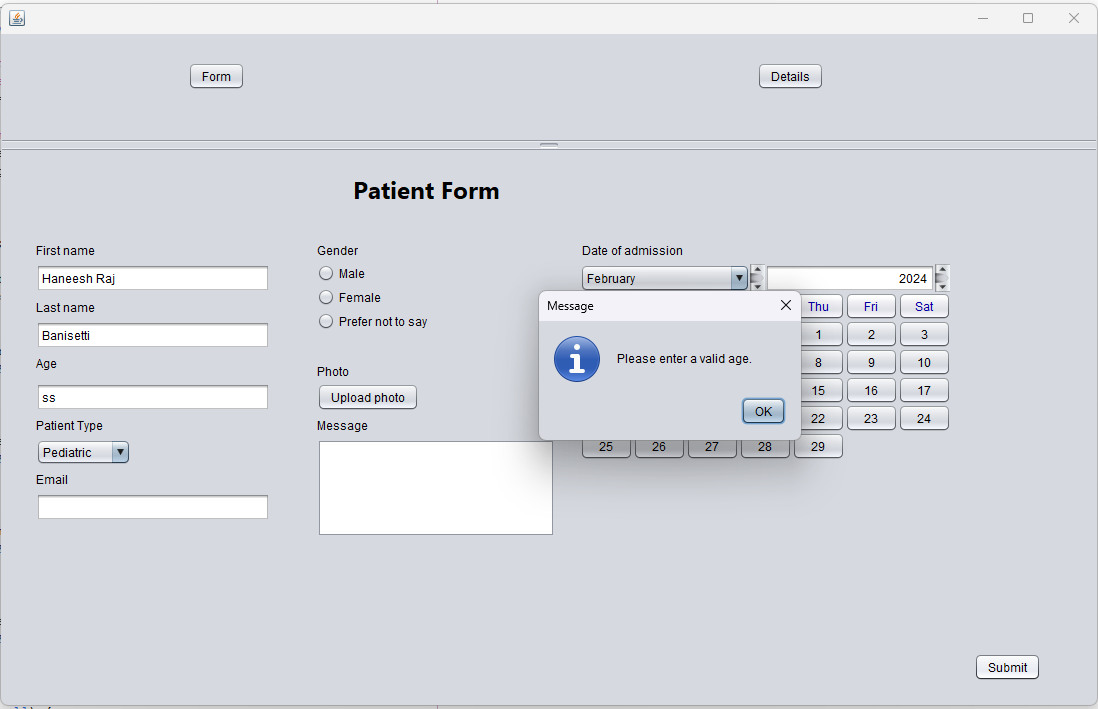 Form
Details
Patient Form
First name
Haneesh Raj
Last name
Banisetti
Age
ss
Patient Type
Pediatric
Email
Gender
Male
Female
Prefer not to say
Photo
Upload photo
Message
Date of admission
February 2024
Thu Fri Sat
1 2 3
8 9 10
15 16 17
22 23 24
25 26 27 28 29
Message
Please enter a valid age.
OK
Submit